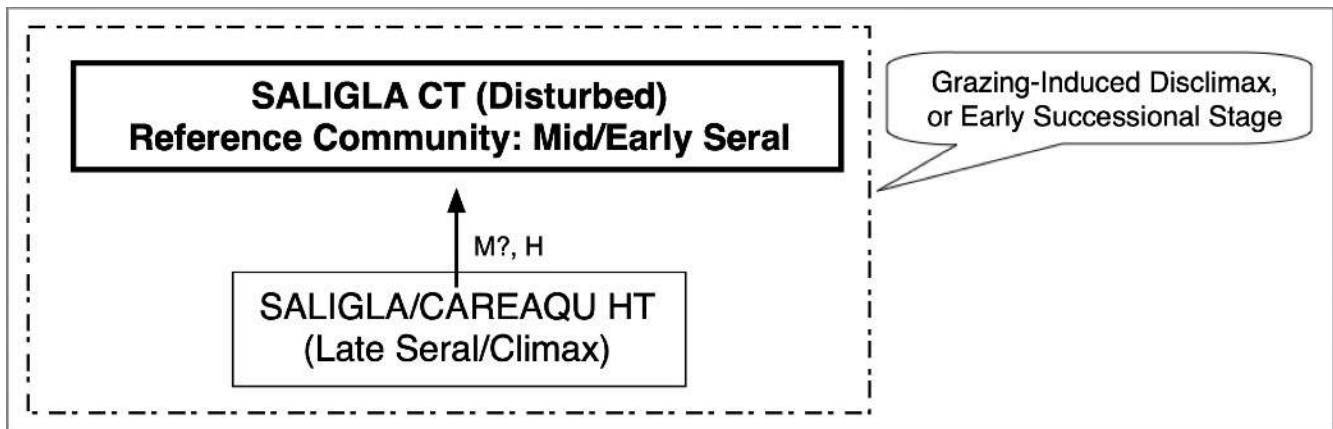 SALIGLA CT (Disturbed)
Reference Community: Mid/Early Seral
Grazing-Induced Disclimax,
or Early Successional Stage
M?, H
SALIGLA/CAREAQU HT
(Late Seral/Climax)